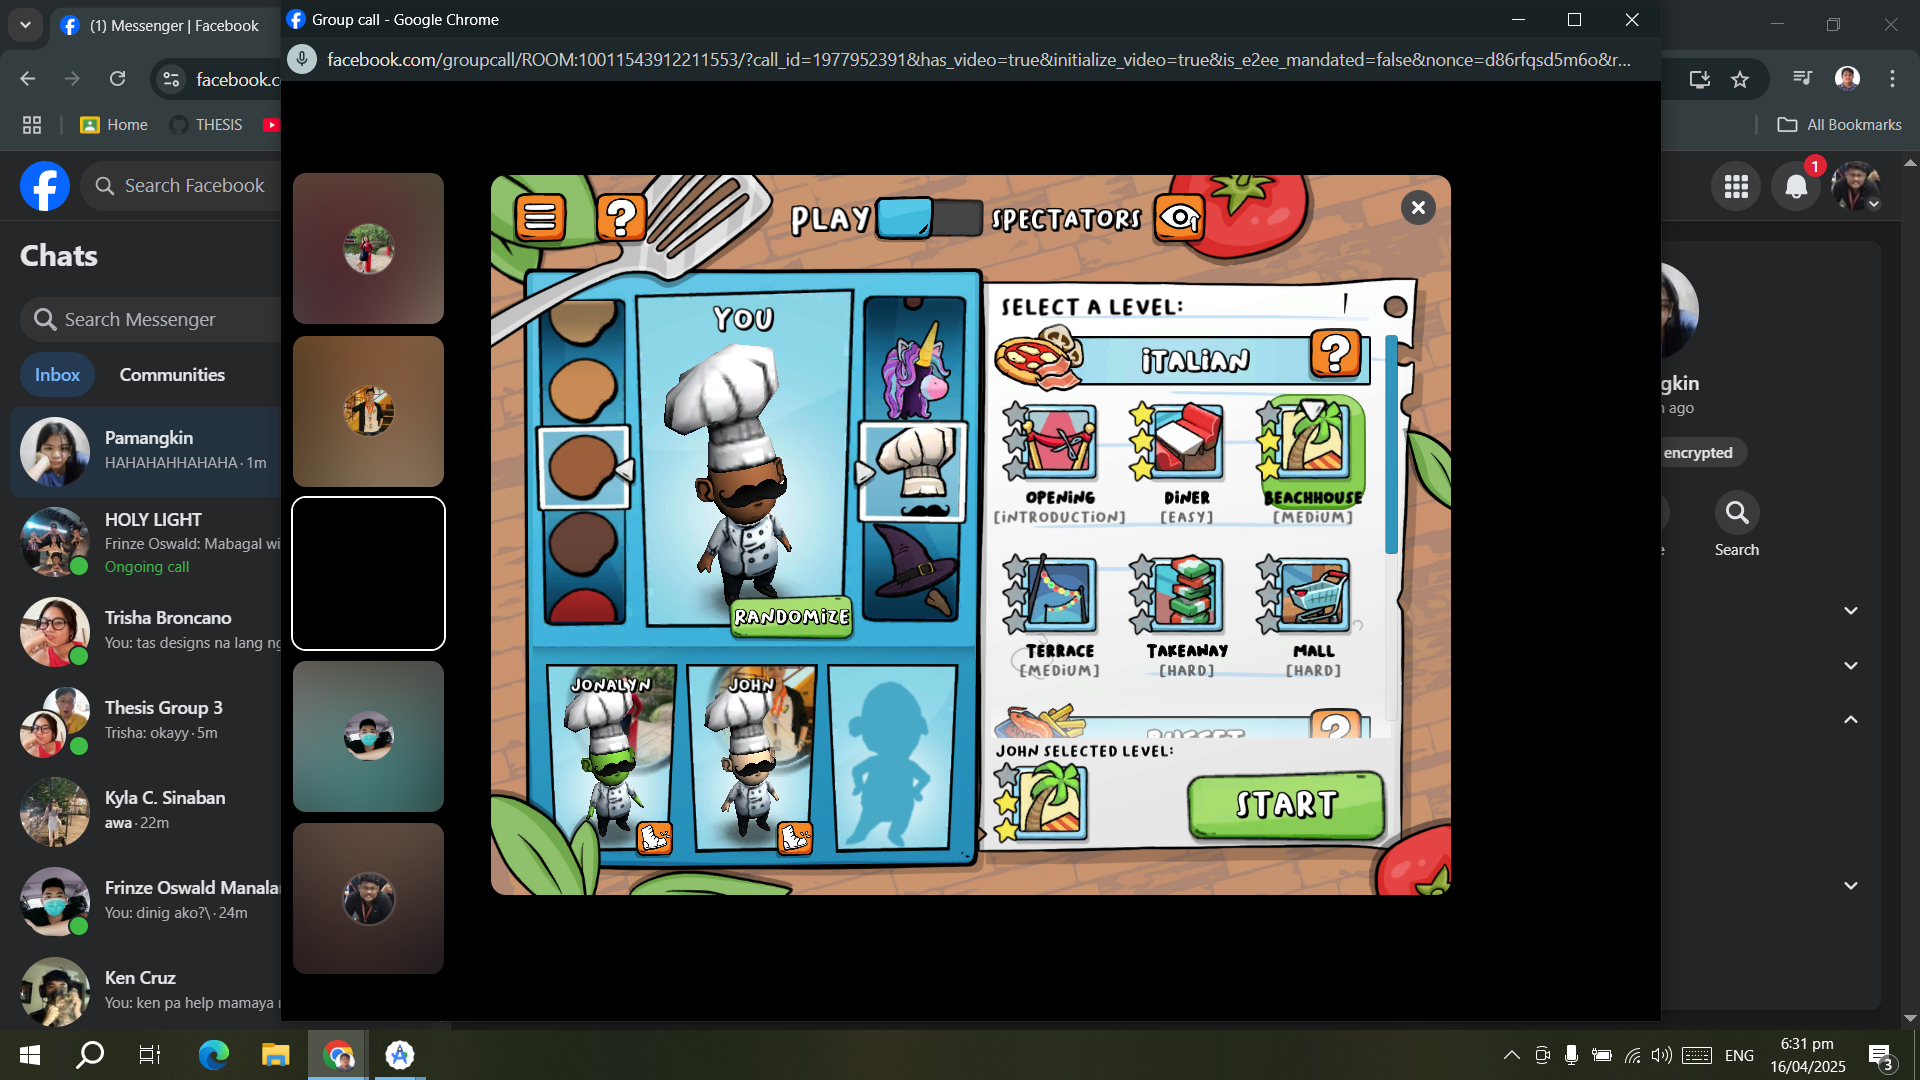 (1) Messenger | Facebook
Group call - Google Chrome
facebook.com/groupcall/ROOM:10011543912211553/?call_id=1977952391&has_video=true&initialize_video=true&is_e2ee_mandated=false&nonce=d86rfqsd5m6o&r...
facebook.c
Home
THESIS
All Bookmarks
Search Facebook
1
Chats
Search Messenger
Inbox
Communities
Pamangkin
HAHAHAHHAHAHA · 1m
HOLY LIGHT
Frinze Oswald: Mabagal wi
Ongoing call
Trisha Broncano
You: tas designs na lang ng
Thesis Group 3
Trisha: okayy · 5m
Kyla C. Sinaban
awa · 22m
Frinze Oswald Manala
You: dinig ako?\ · 24m
Ken Cruz
You: ken pa help mamaya
?
PLAY
SPECTATORS
YOU
RANDOMIZE
JONALYN
JOHN
SELECT A LEVEL:
ITALIAN
?
OPENING
[INTRODUCTION]
DINER
[EASY]
BEACHHOUSE
[MEDIUM]
TERRACE
[MEDIUM]
TAKEAWAY
[HARD]
MALL
[HARD]
BUFFET
?
JOHN SELECTED LEVEL:
START
gkin
ago
encrypted
Search
ENG
6:31 pm
16/04/2025
3